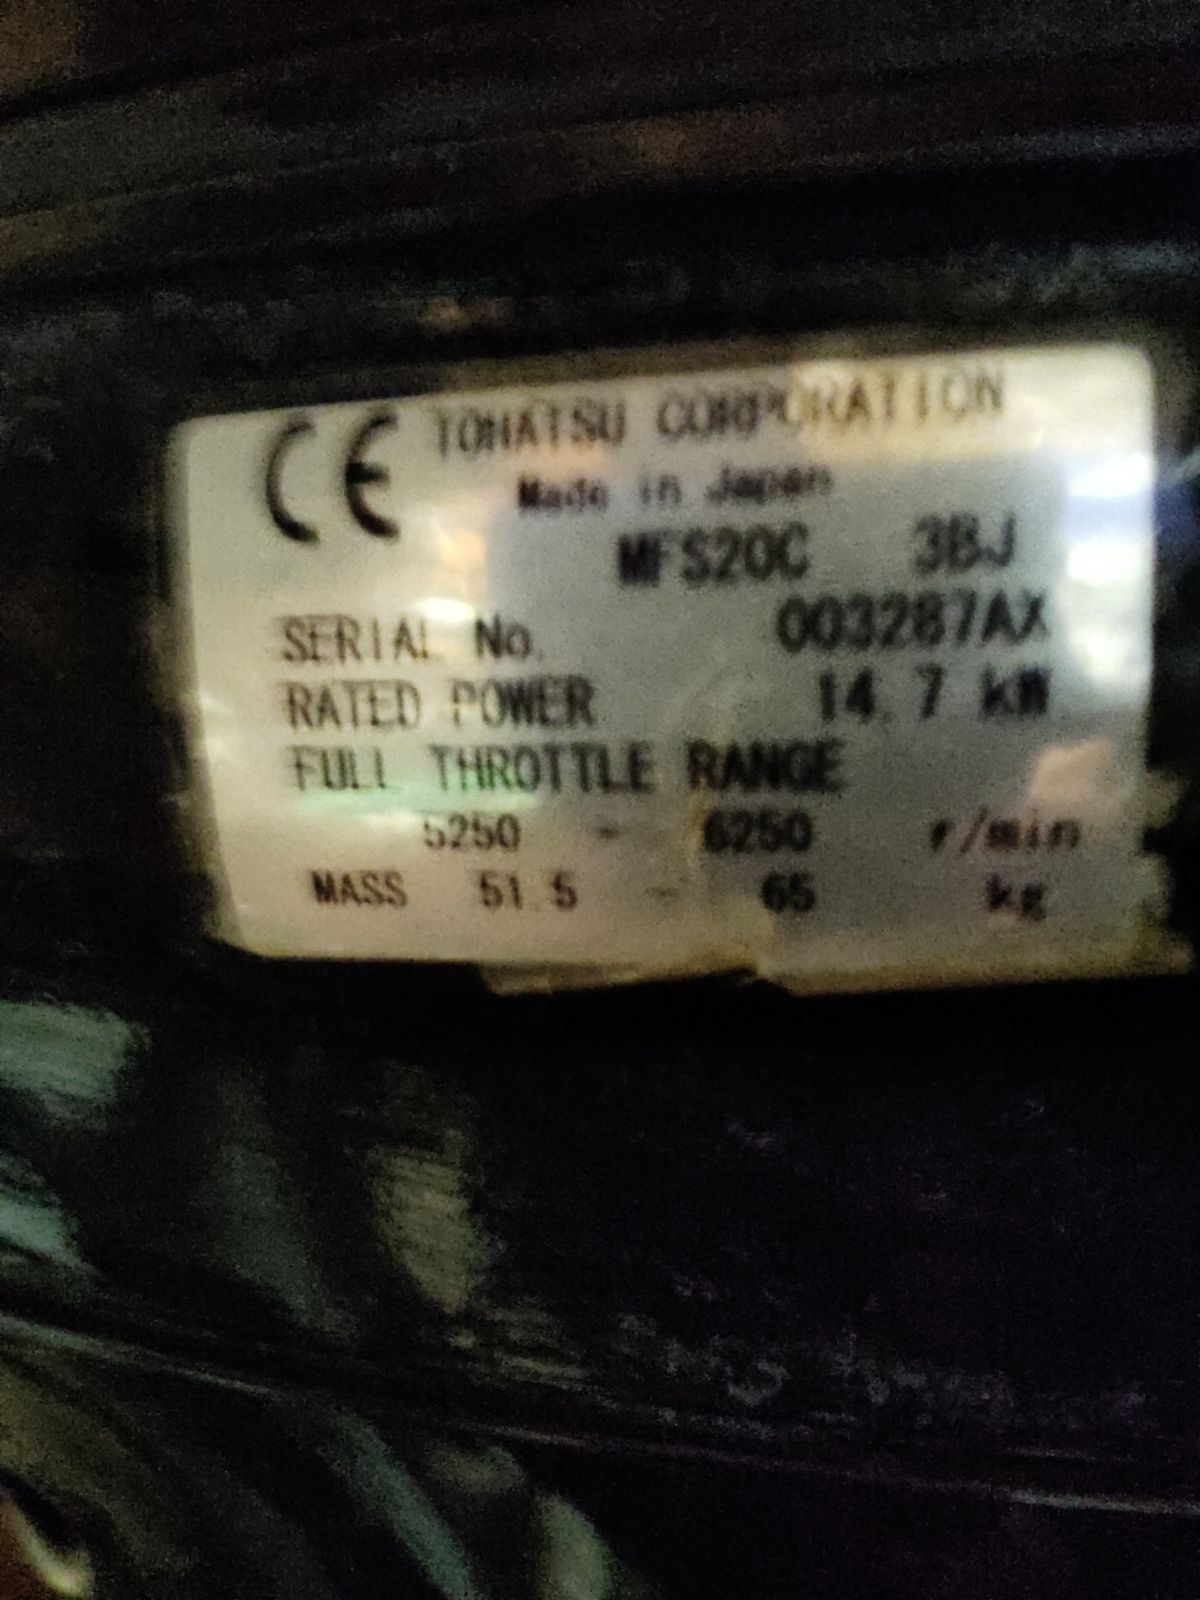 CE TOHATSU CORPORATION
Made in Japan
MFS20C 3BJ
SERIAL No. 003287AX
RATED POWER 14.7 kW
FULL THROTTLE RANGE
5250 - 6250 r/min
MASS 51.5 - 65 kg